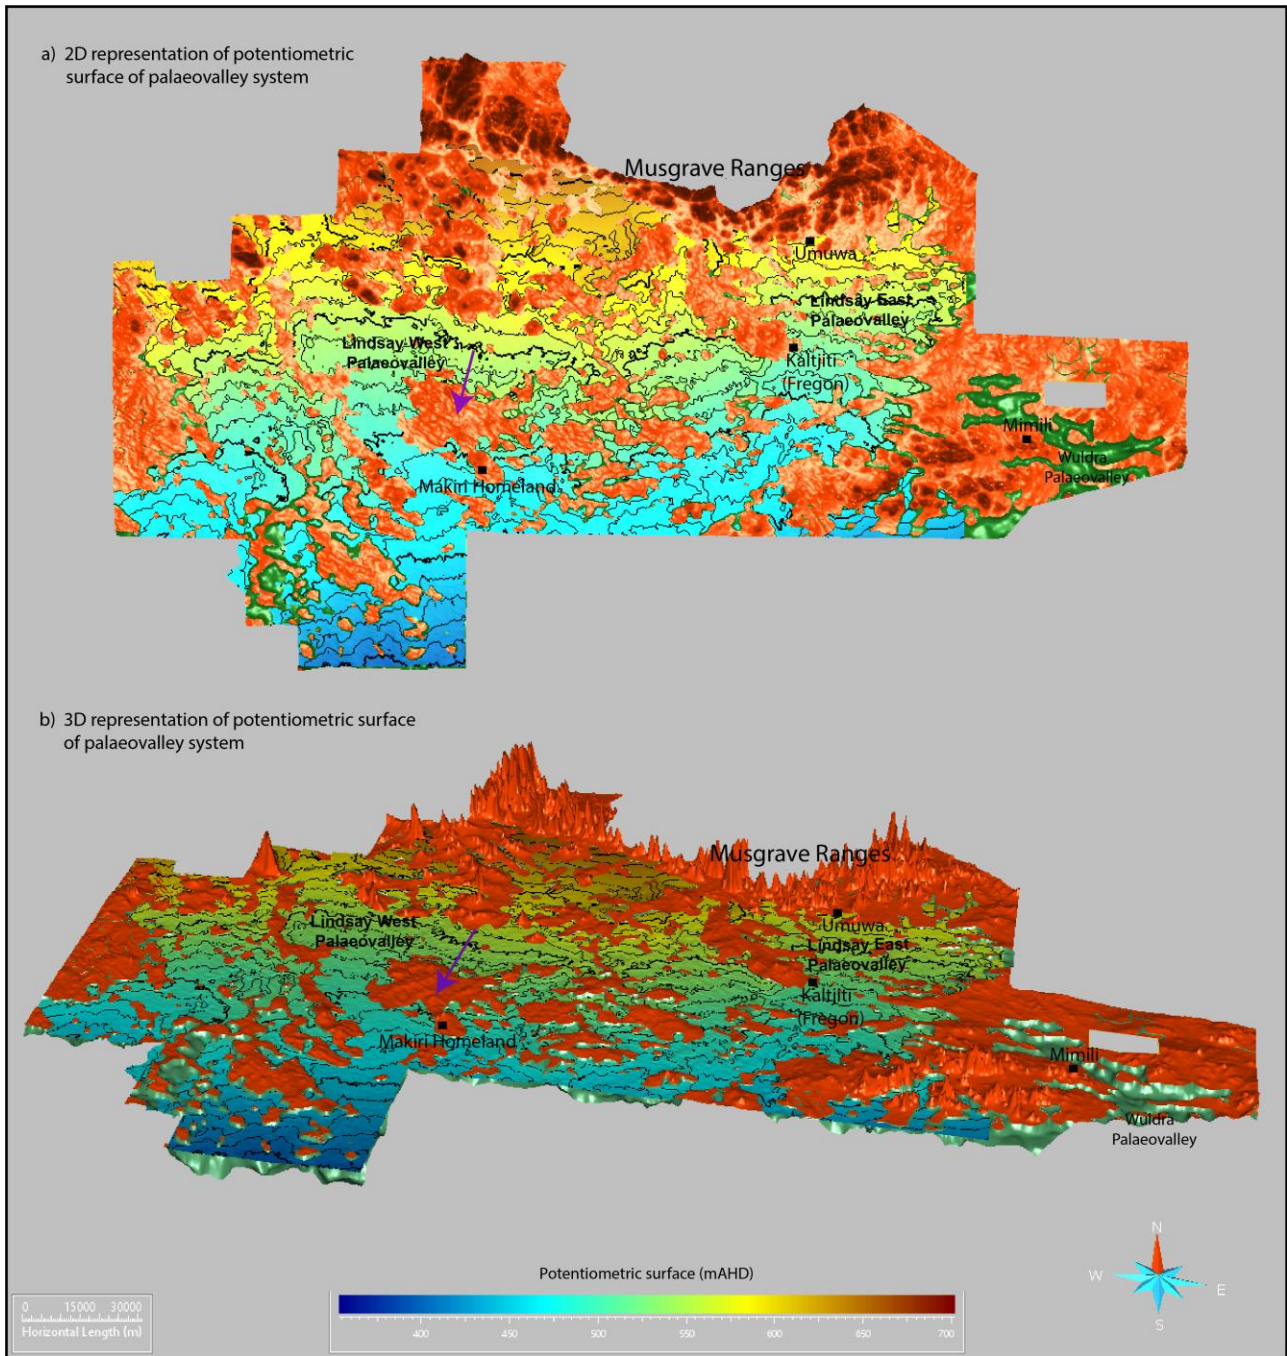 a) 2D representation of potentiometric
surface of palaeovalley system
Musgrave Ranges
Umuwa
Lindsay East
Palaeovalley
Lindsay West
Palaeovalley
Kaltjiti
(Fregon)
Mimili
Wuldra
Palaeovalley
Makiri Homeland
b) 3D representation of potentiometric surface
of palaeovalley system
Musgrave Ranges
Umuwa
Lindsay East
Palaeovalley
Lindsay West
Palaeovalley
Kaltjiti
(Fregon)
Makiri Homeland
Mimili
Wuldra
Palaeovalley
N
W
E
S
Potentiometric surface (mAHD)
400 450 500 550 600 650 700
0 15000 30000
Horizontal Length (m)